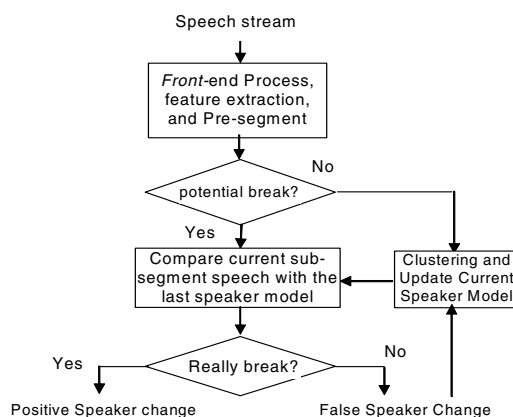 Speech stream
Front-end Process,
feature extraction,
and Pre-segment
No
potential break?
Yes
Compare current sub-
segment speech with the
last speaker model
Clustering and
Update Current
Speaker Model
Yes
Really break?
No
Positive Speaker change
False Speaker Change